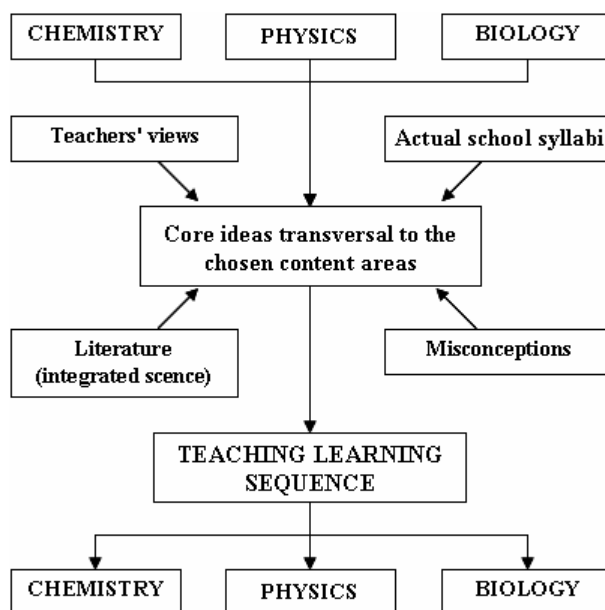 CHEMISTRY
PHYSICS
BIOLOGY
Teachers' views
Actual school syllabi
Core ideas transversal to the
chosen content areas
Literature
(integrated scence)
Misconceptions
TEACHING LEARNING
SEQUENCE
CHEMISTRY
PHYSICS
BIOLOGY